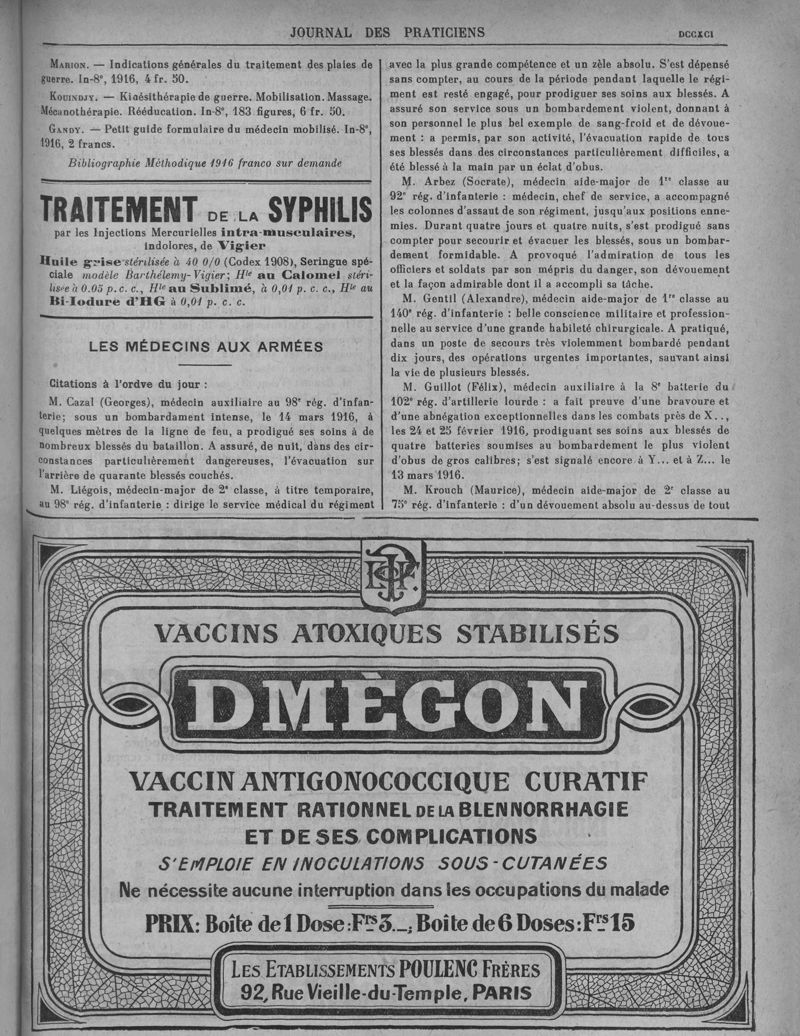 JOURNAL DES PRATICIENS
DCCXCI
MARION. — Indications générales du traitement des plaies de
guerre. In-8°, 1916, 4 fr. 50.
KOUINDJY. — Kinésithérapie de guerre. Mobilisation. Massage.
Mécanothérapie. Rééducation. In-8°, 183 figures, 6 fr. 50.
GANDY. — Petit guide formulaire du médecin mobilisé. In-8°,
1916, 2 francs.
Bibliographie Méthodique 1916 franco sur demande
TRAITEMENT DE LA SYPHILIS
par les Injections Mercurielles intra-musculaires,
indolores, de Vigier
Huile grise stérilisée à 40 0/0 (Codex 1908), Seringue spé-
ciale modèle Barthélemy-Vigier; Hle au Calomel stéri-
lisée à 0.05 p. c. c., Hle au Sublimé, à 0,01 p. c. c., Hle au
Bi-Iodure d'HG à 0,01 p. c. c.
LES MÉDECINS AUX ARMÉES
Citations à l'ordve du jour :
M. Cazal (Georges), médecin auxiliaire au 98e rég. d'infan-
terie; sous un bombardament intense, le 14 mars 1916, à
quelques mètres de la ligne de feu, a prodigué ses soins à de
nombreux blessés du bataillon. A assuré, de nuit, dans des cir-
constances particulièrement dangereuses, l'évacuation sur
l'arrière de quarante blessés couchés.
M. Liégois, médecin-major de 2e classe, à titre temporaire,
au 98e rég. d'infanterie : dirige le service médical du régiment
avec la plus grande compétence et un zèle absolu. S'est dépensé
sans compter, au cours de la période pendant laquelle le régi-
ment est resté engagé, pour prodiguer ses soins aux blessés. A
assuré son service sous un bombardement violent, donnant à
son personnel le plus bel exemple de sang-froid et de dévoue-
ment : a permis, par son activité, l'évacuation rapide de tous
ses blessés dans des circonstances particulièrement difficiles, a
été blessé à la main par un éclat d'obus.
M. Arbez (Socrate), médecin aide-major de 1re classe au
92e rég. d'infanterie : médecin, chef de service, a accompagné
les colonnes d'assaut de son régiment, jusqu'aux positions enne-
mies. Durant quatre jours et quatre nuits, s'est prodigué sans
compter pour secourir et évacuer les blessés, sous un bombar-
dement formidable. A provoqué l'admiration de tous les
officiers et soldats par son mépris du danger, son dévouement
et la façon admirable dont il a accompli sa tâche.
M. Gentil (Alexandre), médecin aide-major de 1re classe au
140e rég. d'infanterie : belle conscience militaire et profession-
nelle au service d'une grande habileté chirurgicale. A pratiqué,
dans un poste de secours très violemment bombardé pendant
dix jours, des opérations urgentes importantes, sauvant ainsi
la vie de plusieurs blessés.
M. Guillot (Félix), médecin auxiliaire à la 8e batterie du
102e rég. d'artillerie lourde : a fait preuve d'une bravoure et
d'une abnégation exceptionnelles dans les combats près de X...,
les 24 et 25 février 1916, prodiguant ses soins aux blessés de
quatre batteries soumises au bombardement le plus violent
d'obus de gros calibres; s'est signalé encore à Y... et à Z... le
13 mars 1916.
M. Krouch (Maurice), médecin aide-major de 2e classe au
75e rég. d'infanterie : d'un dévouement absolu au-dessus de tout
VACCINS ATOXIQUES STABILISÉS
DMÈGON
VACCIN ANTIGONOCOCCIQUE CURATIF
TRAITEMENT RATIONNEL DE LA BLENNORRHAGIE
ET DE SES COMPLICATIONS
S'EMPLOIE EN INOCULATIONS SOUS-CUTANÉES
Ne nécessite aucune interruption dans les occupations du malade
PRIX: Boîte de 1 Dose: Frs 3._; Boite de 6 Doses: Frs 15
LES ETABLISSEMENTS POULENC FRÈRES
92, Rue Vieille-du-Temple, PARIS